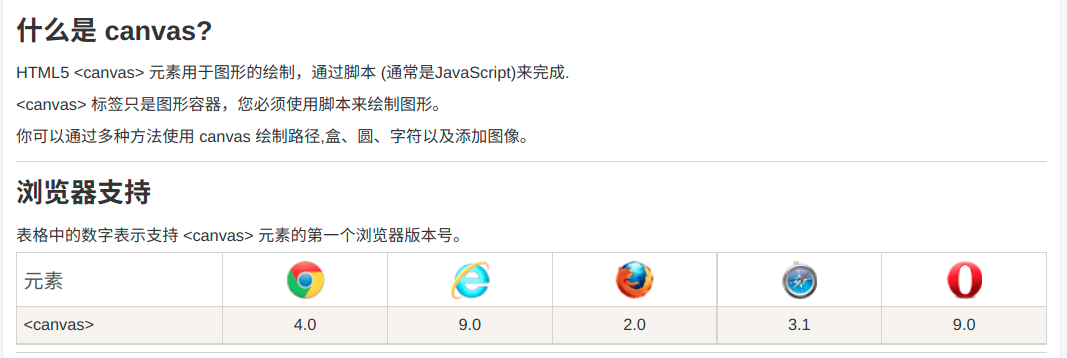 什么是 canvas?
HTML5 <canvas> 元素用于图形的绘制，通过脚本 (通常是JavaScript)来完成.
<canvas> 标签只是图形容器，您必须使用脚本来绘制图形。
你可以通过多种方法使用 canvas 绘制路径,盒、圆、字符以及添加图像。
浏览器支持
表格中的数字表示支持 <canvas> 元素的第一个浏览器版本号。
元素
<canvas> 4.0 9.0 2.0 3.1 9.0